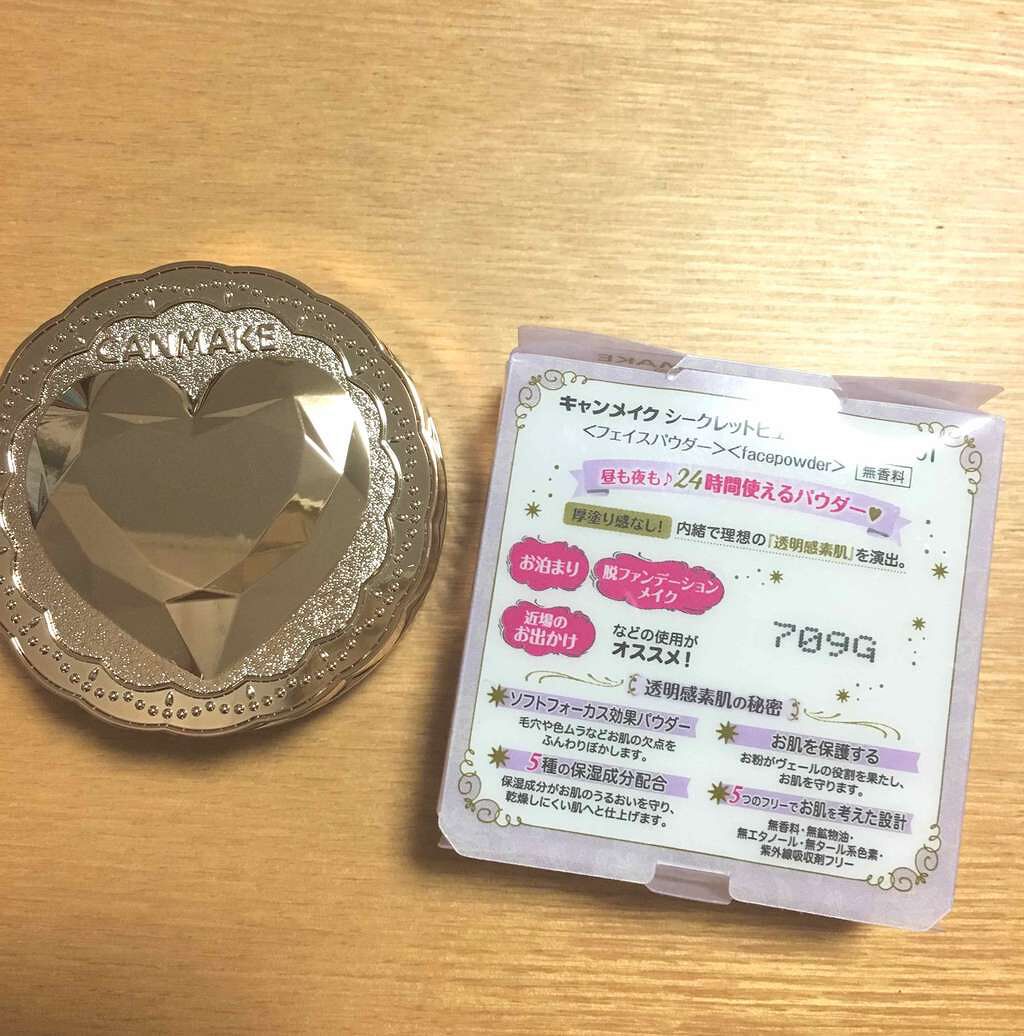 CANMAKE
MAKE
キャンメイク シークレットビュ 01
<フェイスパウダー><facepowder> 無香料
昼も夜も♪24時間使えるパウダー♥
厚塗り感なし! 内緒で理想の『透明感素肌』を演出。
お泊まり
脱ファンデーション
メイク
近場の
お出かけ
などの使用が
オススメ!
709G
透明感素肌の秘密
ソフトフォーカス効果パウダー
毛穴や色ムラなどお肌の欠点を
ふんわりぼかします。
5種の保湿成分配合
保湿成分がお肌のうるおいを守り、
乾燥しにくい肌へと仕上げます。
お肌を保護する
お粉がヴェールの役割を果たし、
お肌を守ります。
5つのフリーでお肌を考えた設計
無香料・無鉱物油・
無エタノール・無タール系色素・
紫外線吸収剤フリー